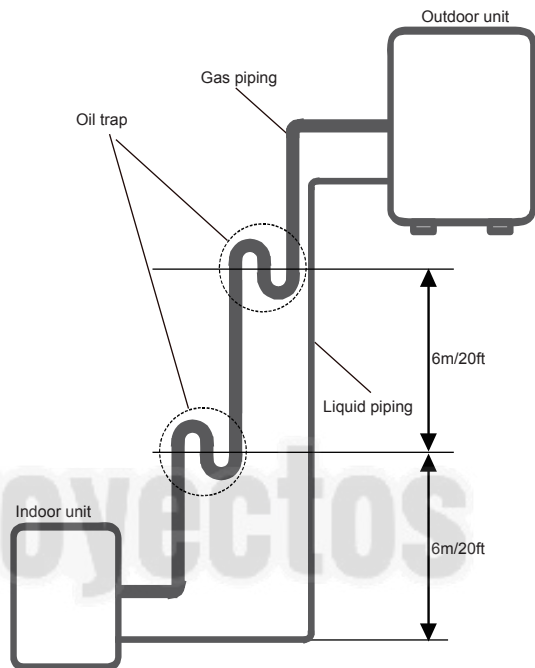 Outdoor unit
Gas piping
Oil trap
6m/20ft
Liquid piping
oyectos
Indoor unit
6m/20ft